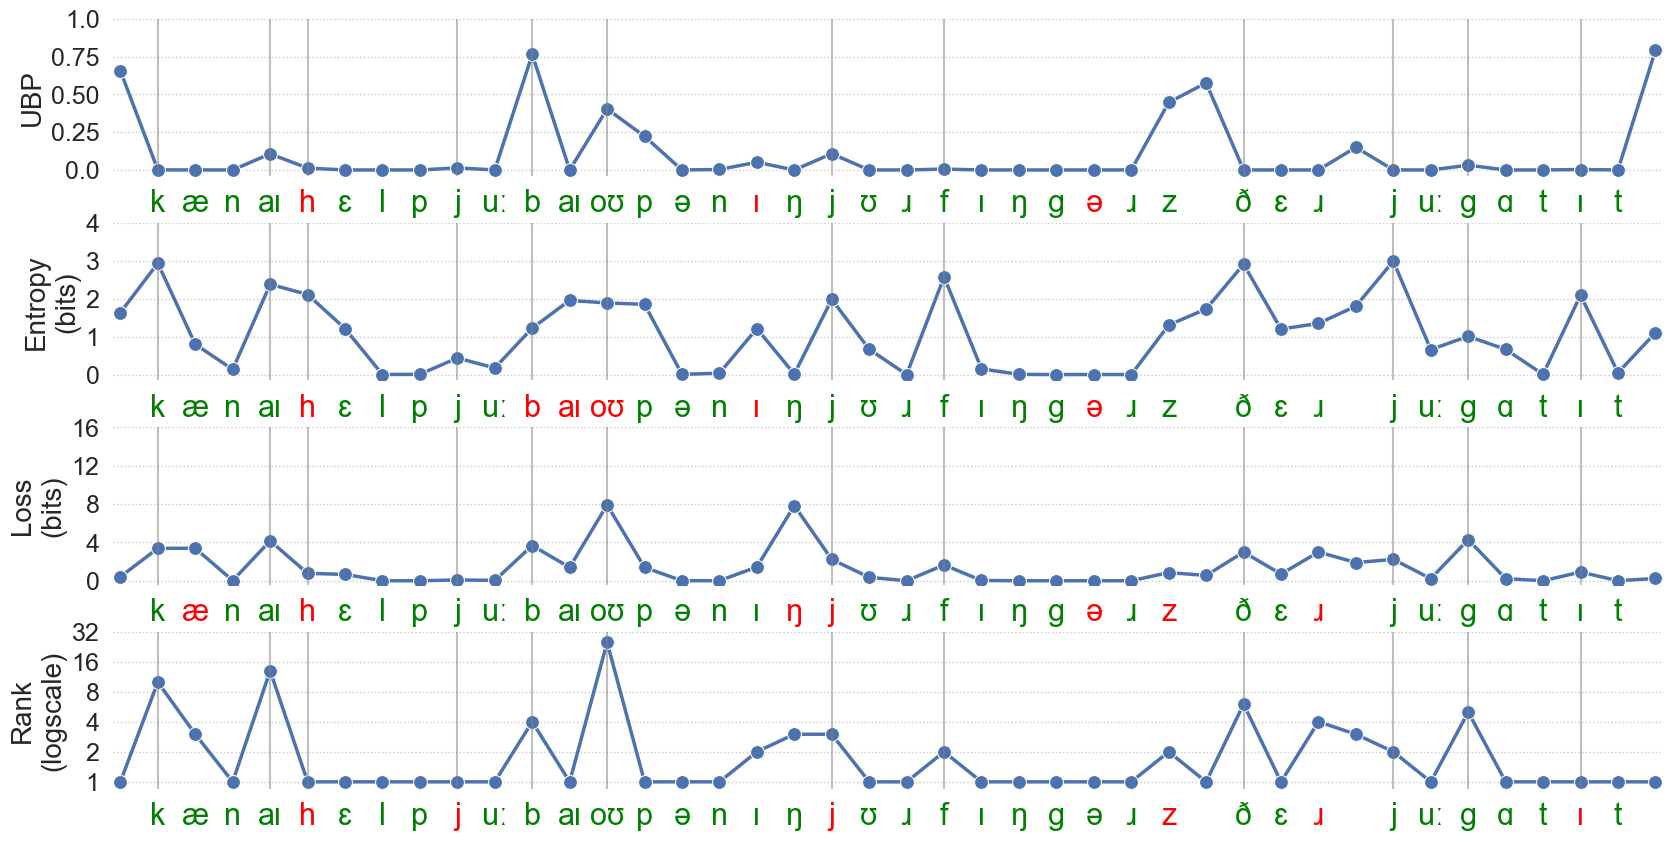 1.0
0.75
0.50
0.25
0.0
UBP
k æ n aɪ h ɛ l p j uː b aɪ oʊ p ə n ɪ ŋ j ʊ ɹ f ɪ ŋ g ə ɹ z ð ɛ ɹ j uː g ɑ t ɪ t
4
3
2
1
0
Entropy
(bits)
k æ n aɪ h ɛ l p j uː b aɪ oʊ p ə n ɪ ŋ j ʊ ɹ f ɪ ŋ g ə ɹ z ð ɛ ɹ j uː g ɑ t ɪ t
16
12
8
4
0
Loss
(bits)
k æ n aɪ h ɛ l p j uː b aɪ oʊ p ə n ɪ ŋ j ʊ ɹ f ɪ ŋ g ə ɹ z ð ɛ ɹ j uː g ɑ t ɪ t
32
16
8
4
2
1
Rank
(logscale)
k æ n aɪ h ɛ l p j uː b aɪ oʊ p ə n ɪ ŋ j ʊ ɹ f ɪ ŋ g ə ɹ z ð ɛ ɹ j uː g ɑ t ɪ t